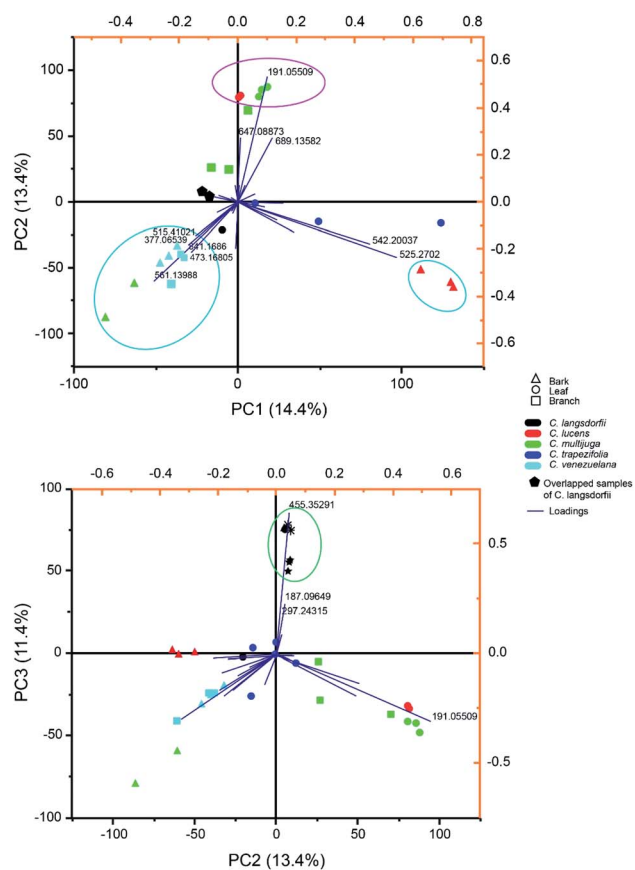 -0.4 -0.2 0.0 0.2 0.4 0.6 0.8
100
50
0
-50
-100
0.6
0.4
0.2
0.0
-0.2
-0.4
-0.6
191.05509
647.08873
689.13582
515.41021
377.06539
341.1686
473.16805
561.13988
542.20037
525.2702
PC2 (13.4%)
-100 0 100
PC1 (14.4%)
Bark
Leaf
Branch
C. langsdorfii
C. lucens
C. multijuga
C. trapezifolia
C. venezuelana
Overlapped samples
of C. langsdorfii
Loadings
-0.4 -0.2 0.0 0.2 0.4 0.6
100
50
0
-50
-100
0.5
0.0
-0.5
455.35291
187.09649
297.24315
191.05509
PC3 (11.4%)
-100 -50 0 50 100
PC2 (13.4%)